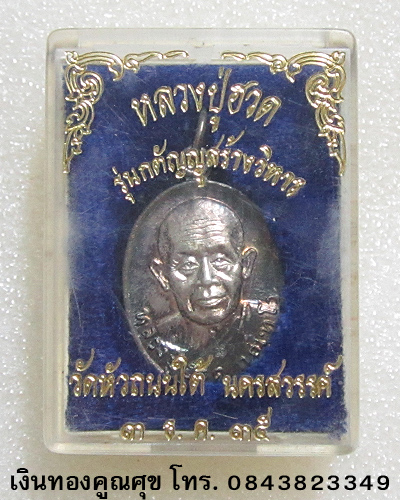 หลวงปู่ฮวด
รุ่นกตัญญูสร้างวิหาร
วัดหัวถนนใต้ นครสวรรค์
๓ ธ.ค. ๓๕
เงินทองคูณศุข โทร. 0843823349